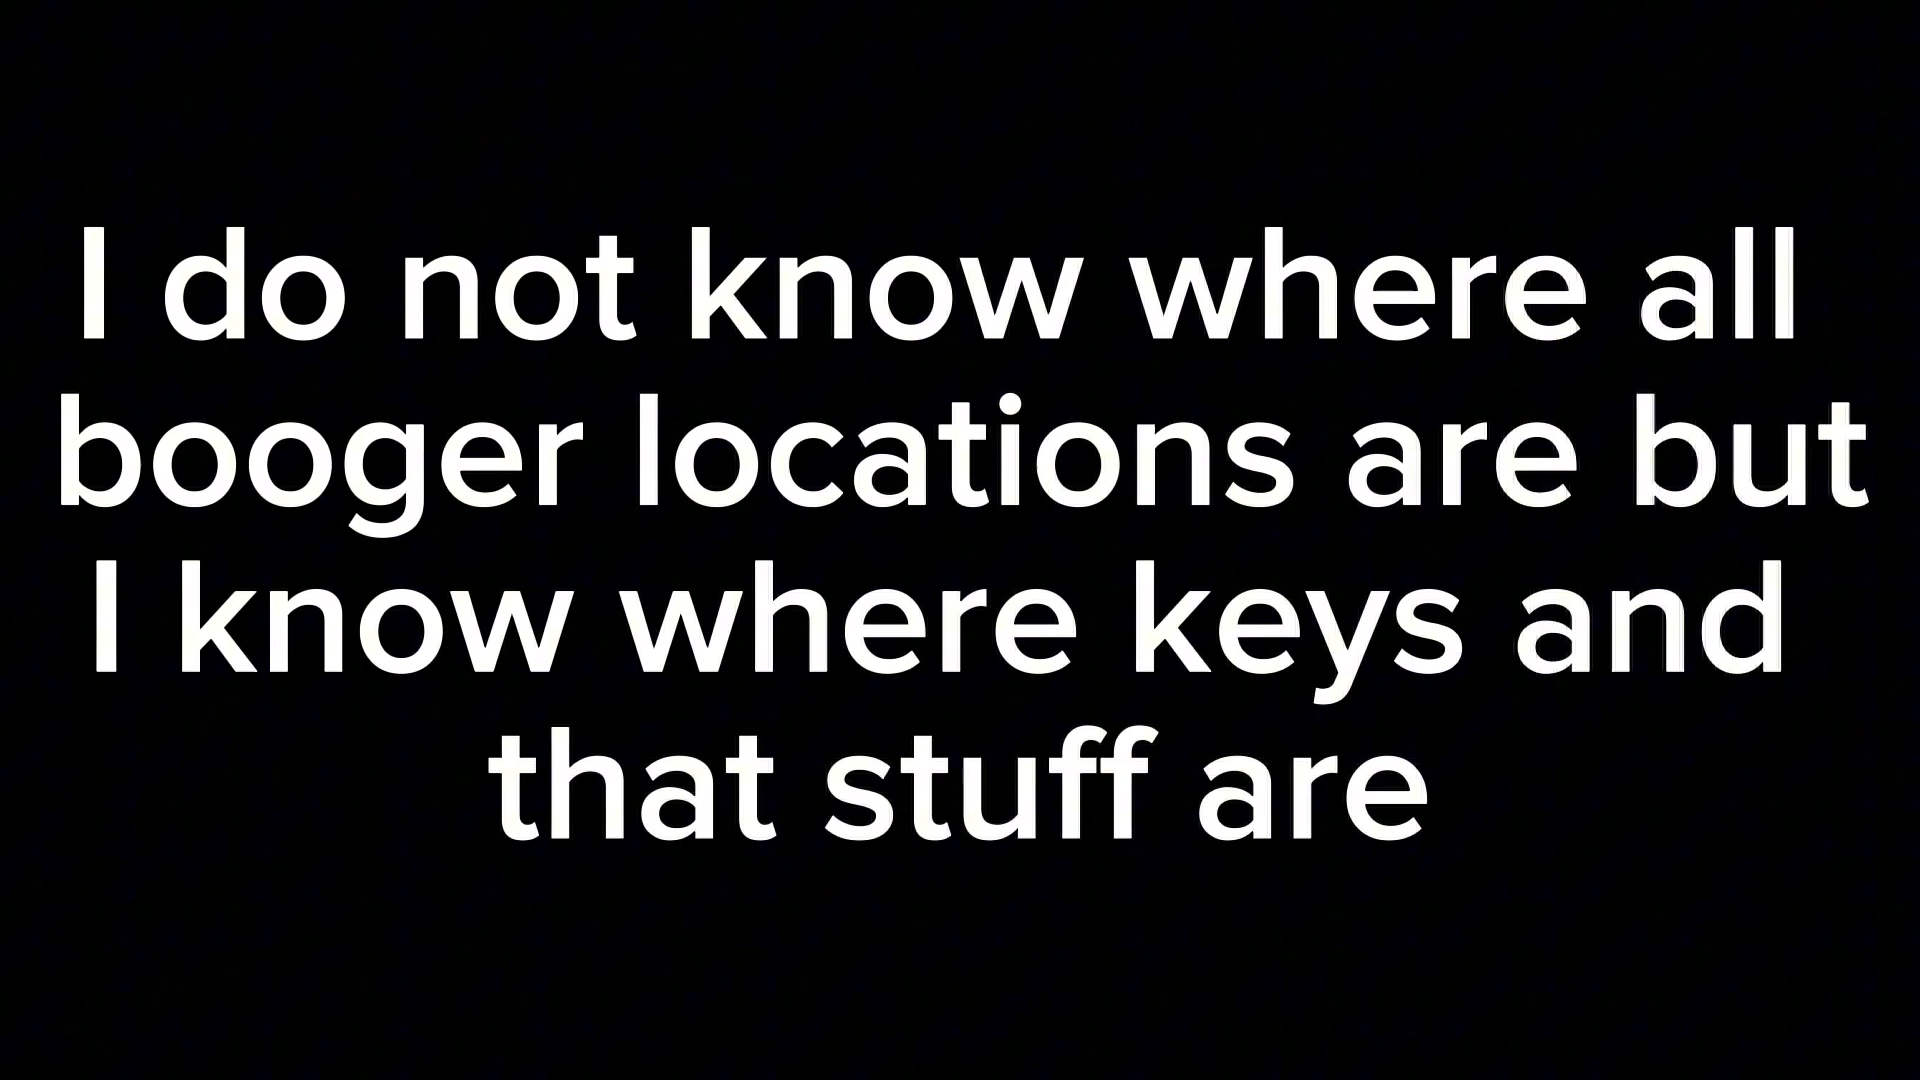 I do not know where all
booger locations are but
I know where keys and
that stuff are